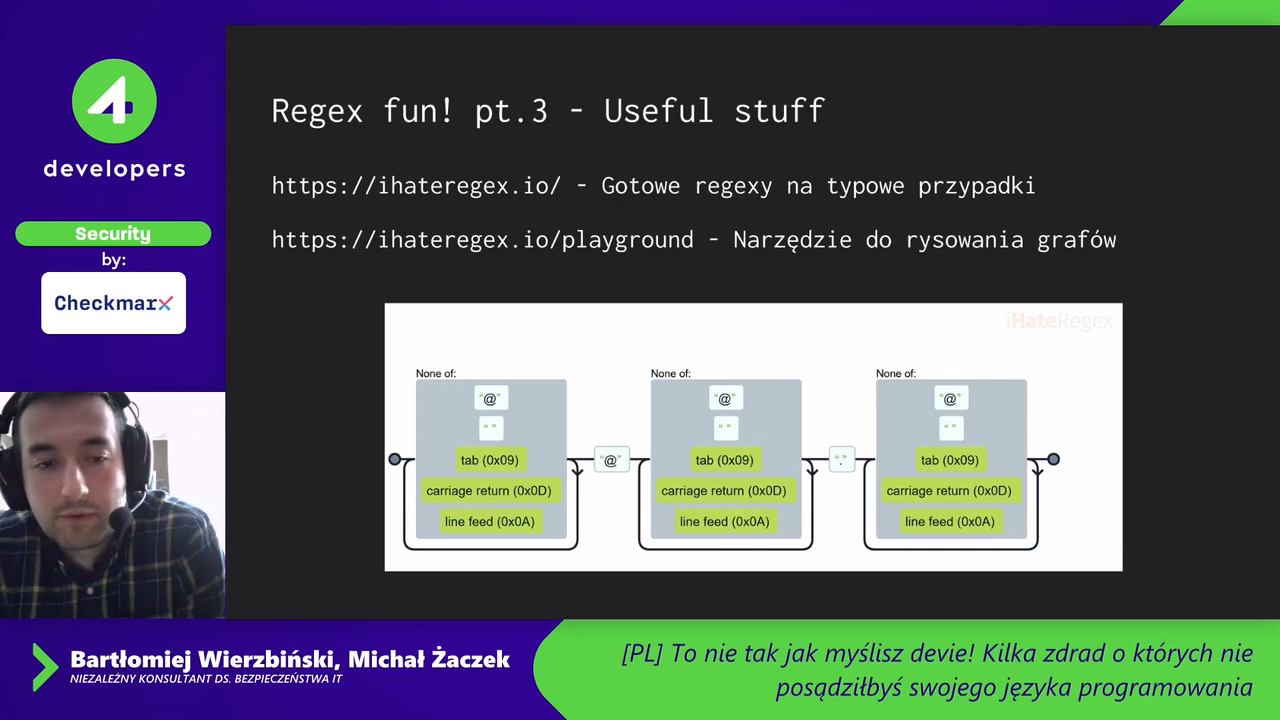 4
developers
Security
by:
Checkmarx
Regex fun! pt.3 - Useful stuff
https://ihateregex.io/ - Gotowe regexy na typowe przypadki
https://ihateregex.io/playground - Narzędzie do rysowania grafów
iHateRegex
None of:
None of:
None of:
“@”
“@”
“@”
“ ”
“ ”
“ ”
tab (0x09)
“@”
tab (0x09)
“.”
tab (0x09)
carriage return (0x0D)
carriage return (0x0D)
carriage return (0x0D)
line feed (0x0A)
line feed (0x0A)
line feed (0x0A)
Bartłomiej Wierzbiński, Michał Żaczek
NIEZALEŻNY KONSULTANT DS. BEZPIECZEŃSTWA IT
[PL] To nie tak jak myślisz devie! Kilka zdrad o których nie
posądziłbyś swojego języka programowania